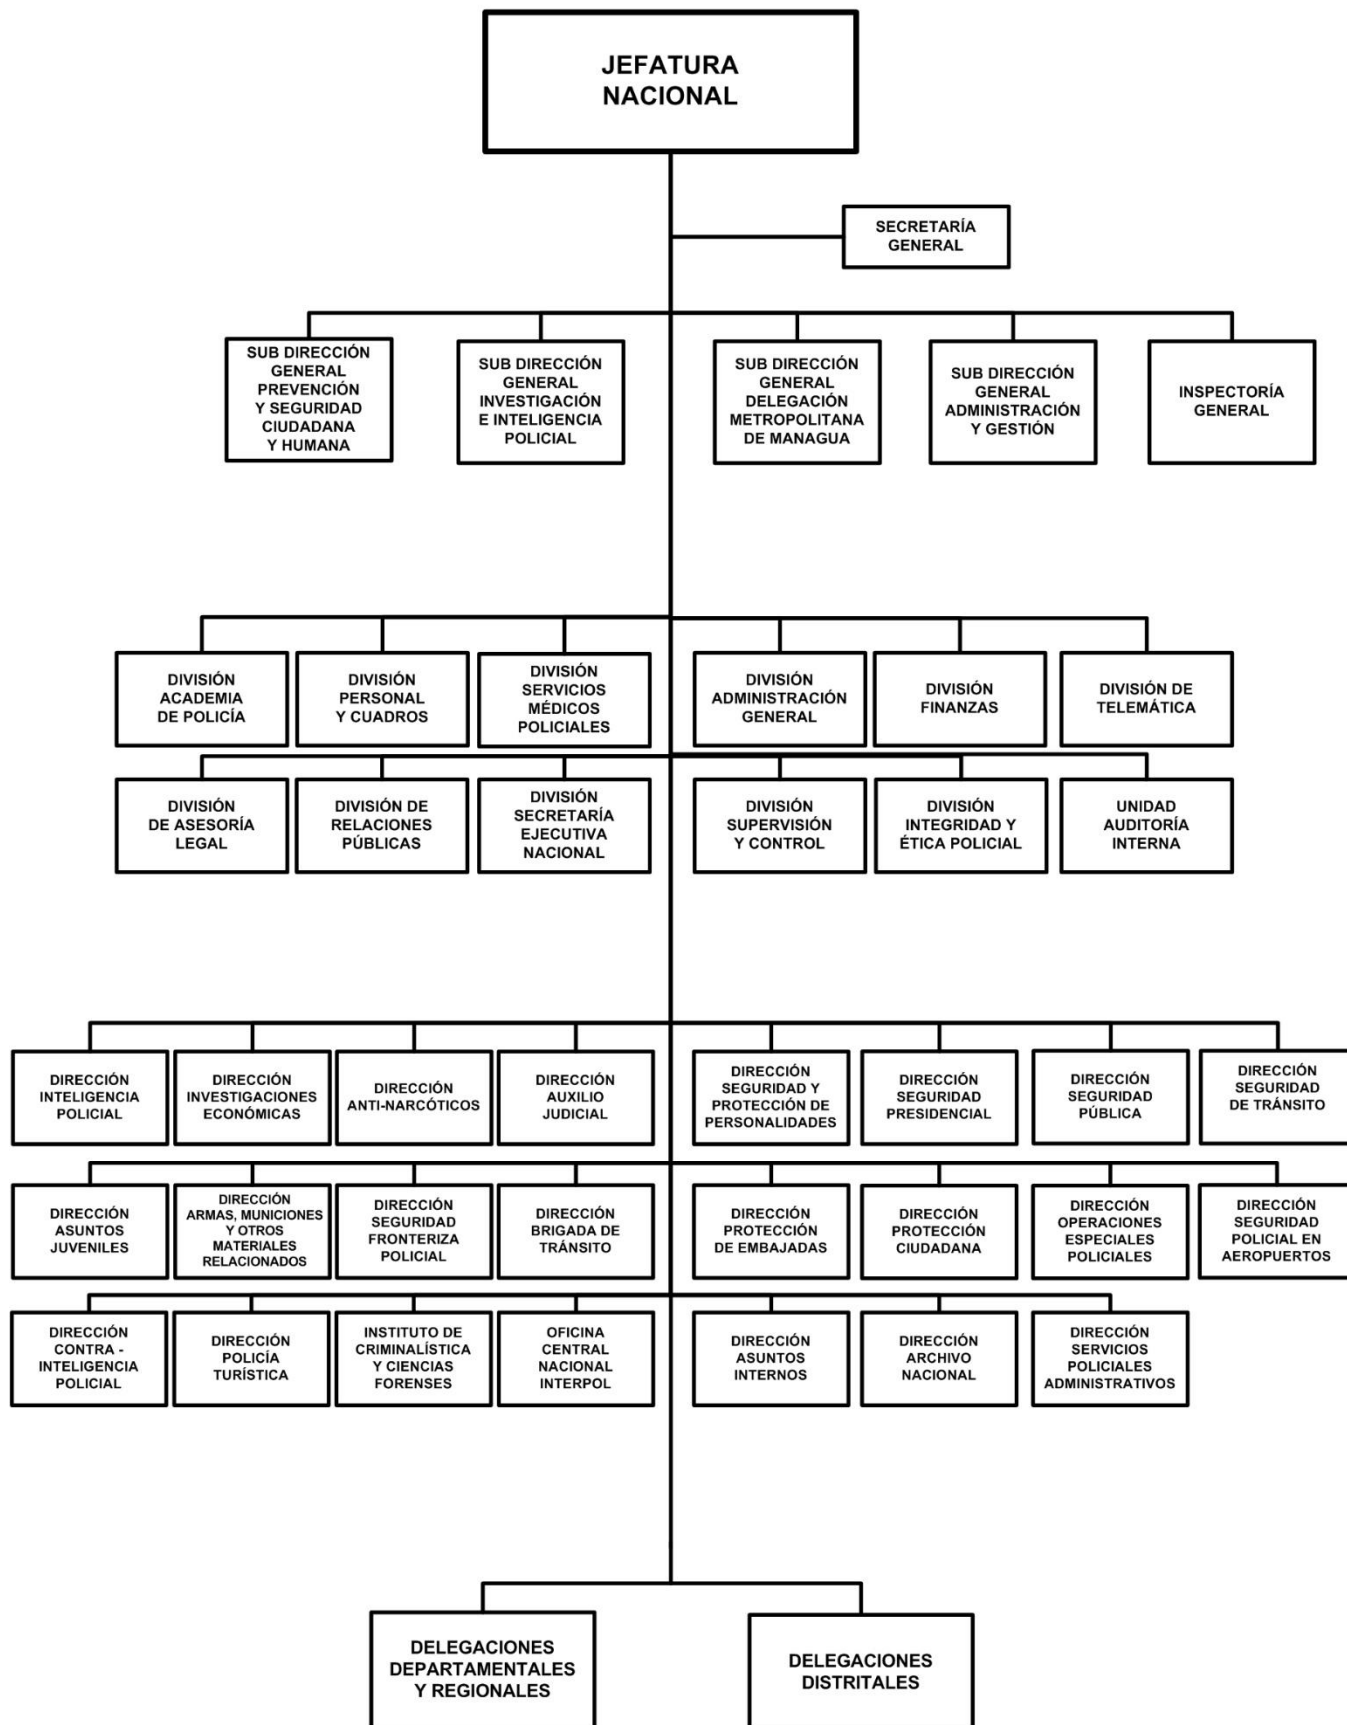 JEFATURA
NACIONAL
SECRETARÍA
GENERAL
SUB DIRECCIÓN
GENERAL
PREVENCIÓN
Y SEGURIDAD
CIUDADANA
Y HUMANA
SUB DIRECCIÓN
GENERAL
INVESTIGACIÓN
E INTELIGENCIA
POLICIAL
SUB DIRECCIÓN
GENERAL
DELEGACIÓN
METROPOLITANA
DE MANAGUA
SUB DIRECCIÓN
GENERAL
ADMINISTRACIÓN
Y GESTIÓN
INSPECTORÍA
GENERAL
DIVISIÓN
ACADEMIA
DE POLICÍA
DIVISIÓN
PERSONAL
Y CUADROS
DIVISIÓN
SERVICIOS
MÉDICOS
POLICIALES
DIVISIÓN
ADMINISTRACIÓN
GENERAL
DIVISIÓN
FINANZAS
DIVISIÓN DE
TELEMÁTICA
DIVISIÓN
DE ASESORÍA
LEGAL
DIVISIÓN DE
RELACIONES
PÚBLICAS
DIVISIÓN
SECRETARÍA
EJECUTIVA
NACIONAL
DIVISIÓN
SUPERVISIÓN
Y CONTROL
DIVISIÓN
INTEGRIDAD Y
ÉTICA POLICIAL
UNIDAD
AUDITORÍA
INTERNA
DIRECCIÓN
INTELIGENCIA
POLICIAL
DIRECCIÓN
INVESTIGACIONES
ECONÓMICAS
DIRECCIÓN
ANTI-NARCÓTICOS
DIRECCIÓN
AUXILIO
JUDICIAL
DIRECCIÓN
SEGURIDAD Y
PROTECCIÓN DE
PERSONALIDADES
DIRECCIÓN
SEGURIDAD
PRESIDENCIAL
DIRECCIÓN
SEGURIDAD
PÚBLICA
DIRECCIÓN
SEGURIDAD
DE TRÁNSITO
DIRECCIÓN
ASUNTOS
JUVENILES
DIRECCIÓN
ARMAS, MUNICIONES
Y OTROS
MATERIALES
RELACIONADOS
DIRECCIÓN
SEGURIDAD
FRONTERIZA
POLICIAL
DIRECCIÓN
BRIGADA DE
TRÁNSITO
DIRECCIÓN
PROTECCIÓN
DE EMBAJADAS
DIRECCIÓN
PROTECCIÓN
CIUDADANA
DIRECCIÓN
OPERACIONES
ESPECIALES
POLICIALES
DIRECCIÓN
SEGURIDAD
POLICIAL EN
AEROPUERTOS
DIRECCIÓN
CONTRA -
INTELIGENCIA
POLICIAL
DIRECCIÓN
POLICÍA
TURÍSTICA
INSTITUTO DE
CRIMINALÍSTICA
Y CIENCIAS
FORENSES
OFICINA
CENTRAL
NACIONAL
INTERPOL
DIRECCIÓN
ASUNTOS
INTERNOS
DIRECCIÓN
ARCHIVO
NACIONAL
DIRECCIÓN
SERVICIOS
POLICIALES
ADMINISTRATIVOS
DELEGACIONES
DEPARTAMENTALES
Y REGIONALES
DELEGACIONES
DISTRITALES